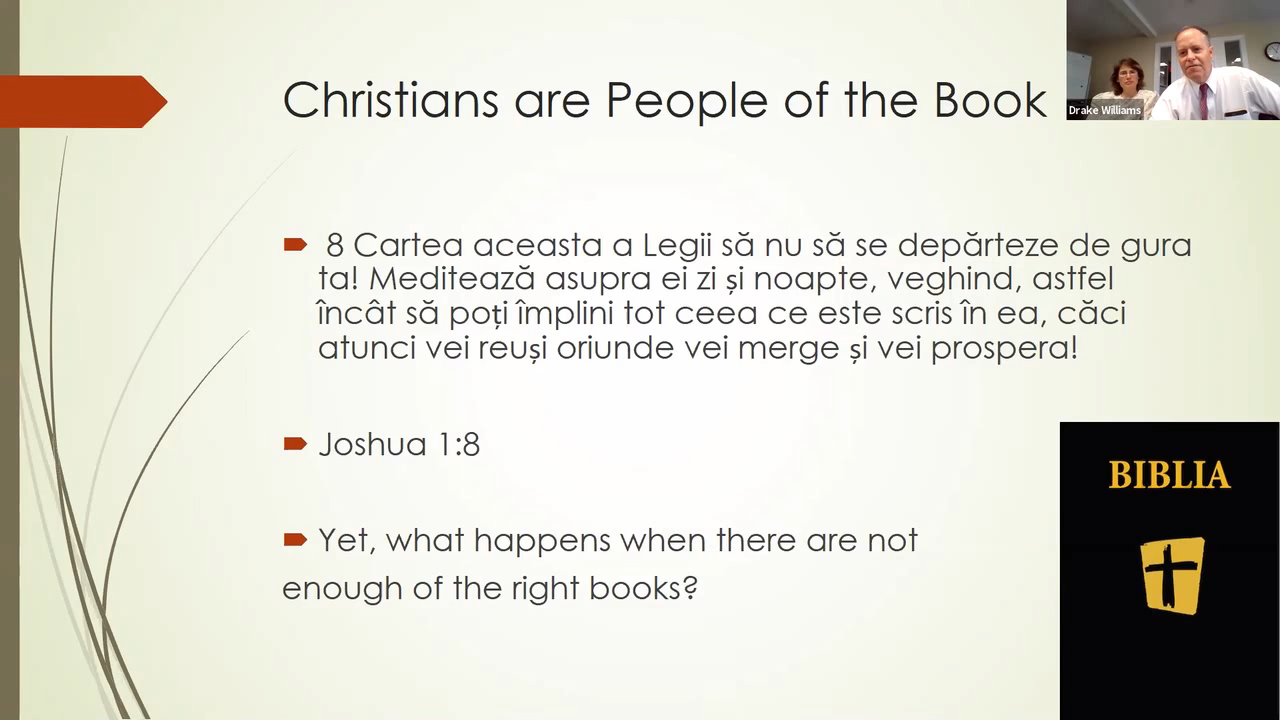 Christians are People of the Book
Drake Williams
8 Cartea aceasta a Legii să nu să se depărteze de gura
ta! Meditează asupra ei zi și noapte, veghind, astfel
încât să poți împlini tot ceea ce este scris în ea, căci
atunci vei reuși oriunde vei merge și vei prospera!
Joshua 1:8
Yet, what happens when there are not
enough of the right books?
BIBLIA